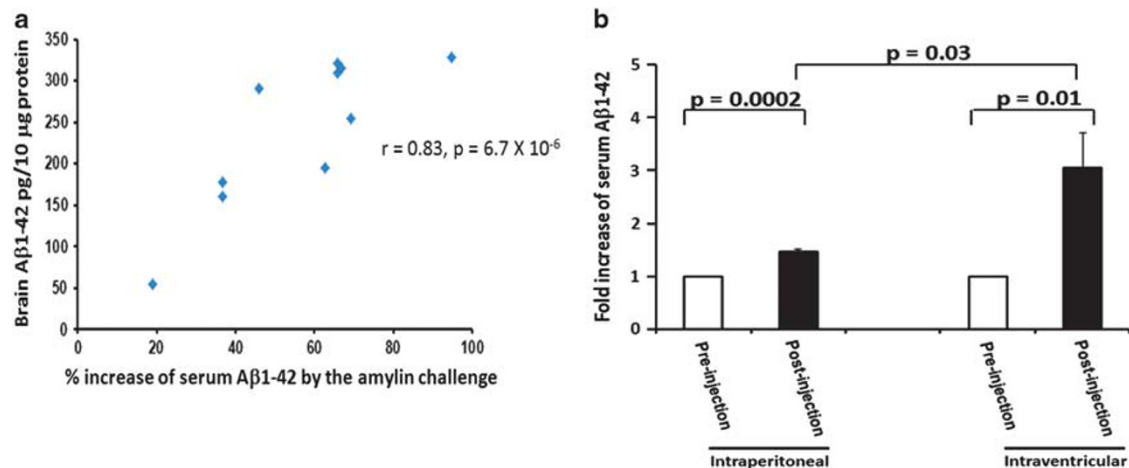 a
Brain Aβ1-42 pg/10 µg protein
350
300
250
200
150
100
50
0
r = 0.83, p = 6.7 X 10⁻⁶
0 20 40 60 80 100
% increase of serum Aβ1-42 by the amylin challenge
b
Fold increase of serum Aβ1-42
p = 0.03
p = 0.0002
p = 0.01
5
4
3
2
1
0
Pre-injection
Post-injection
Pre-injection
Post-injection
Intraperitoneal
Intraventricular